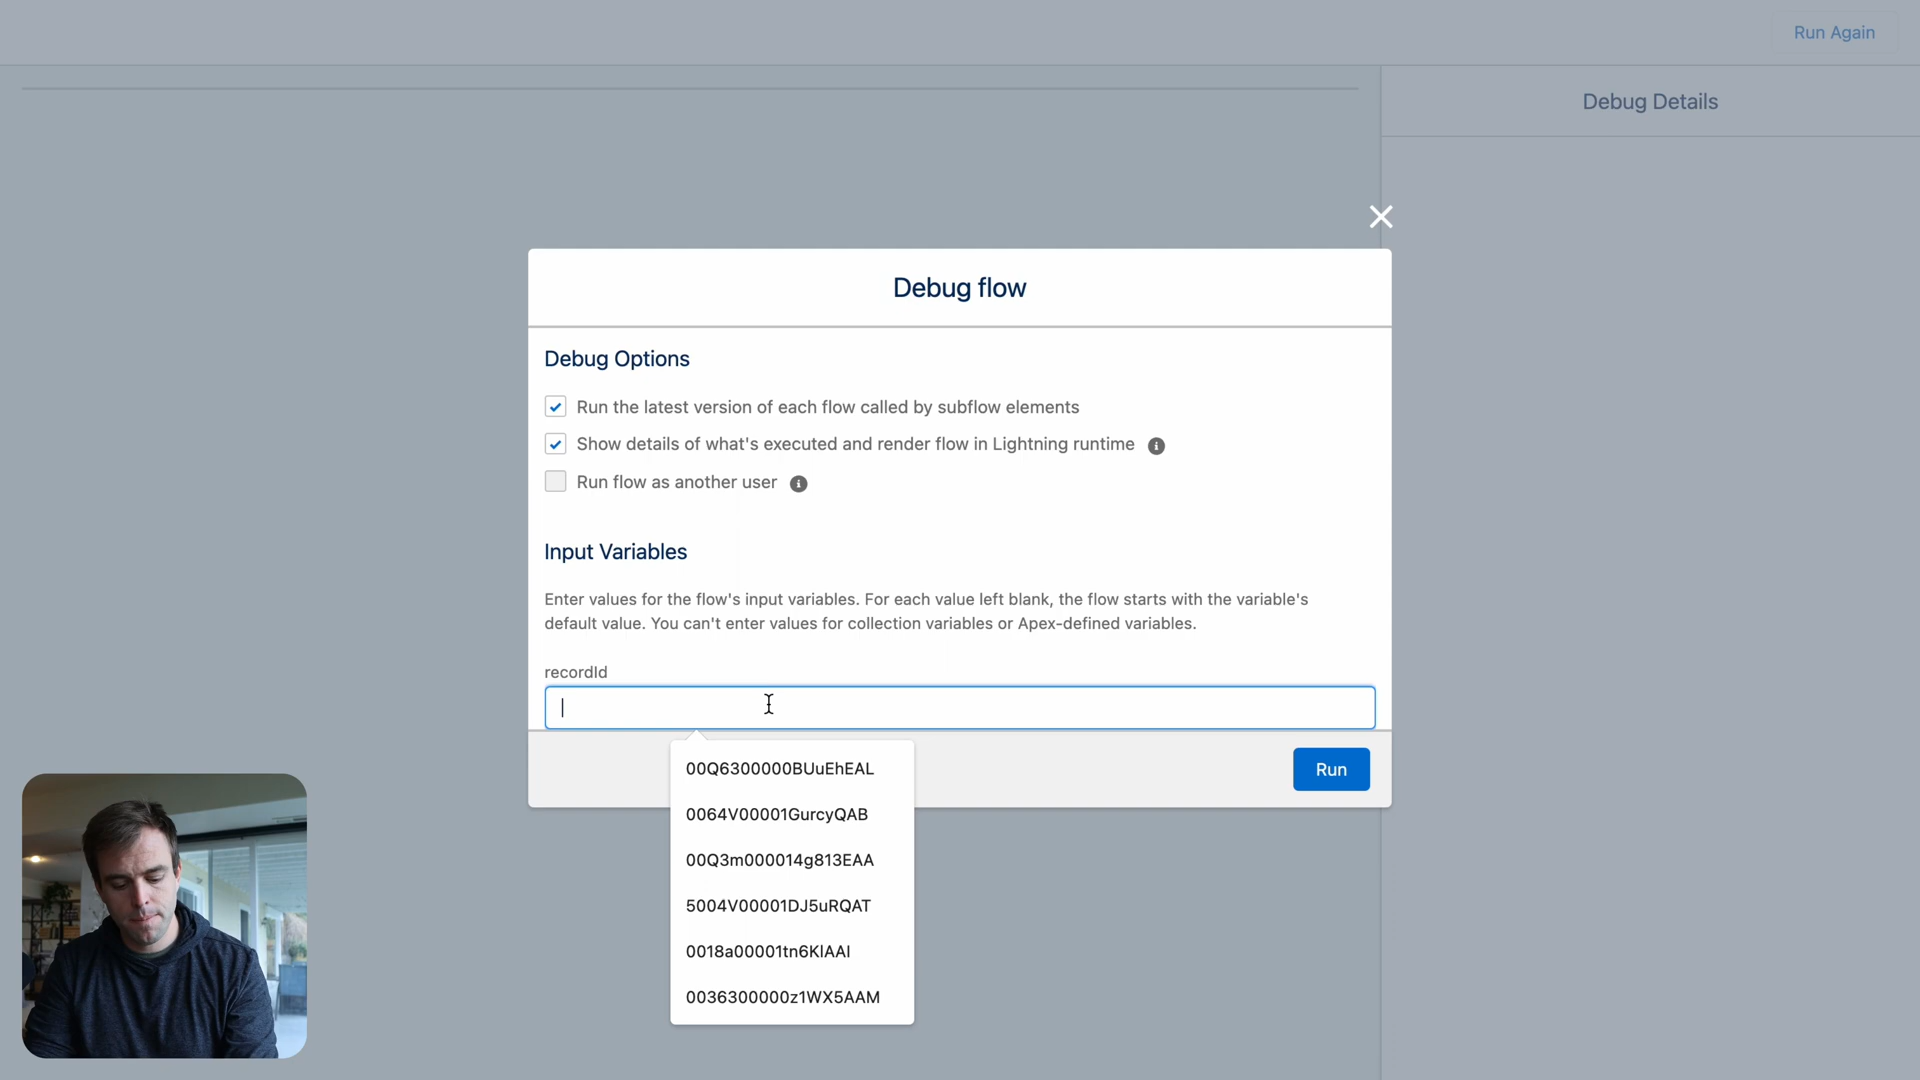 Run Again
Debug Details
Debug flow
Debug Options
Run the latest version of each flow called by subflow elements
Show details of what's executed and render flow in Lightning runtime
Run flow as another user
Input Variables
Enter values for the flow's input variables. For each value left blank, the flow starts with the variable's
default value. You can't enter values for collection variables or Apex-defined variables.
recordId
Run
00Q6300000BUuEhEAL
0064V00001GurcyQAB
00Q3m000014g813EAA
5004V00001DJ5uRQAT
0018a00001tn6KlAAI
0036300000z1WX5AAM